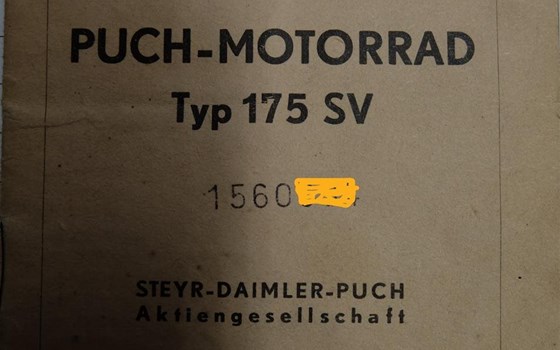 PUCH-MOTORRAD
Typ 175 SV
1560
STEYR-DAIMLER-PUCH
Aktiengesellschaft